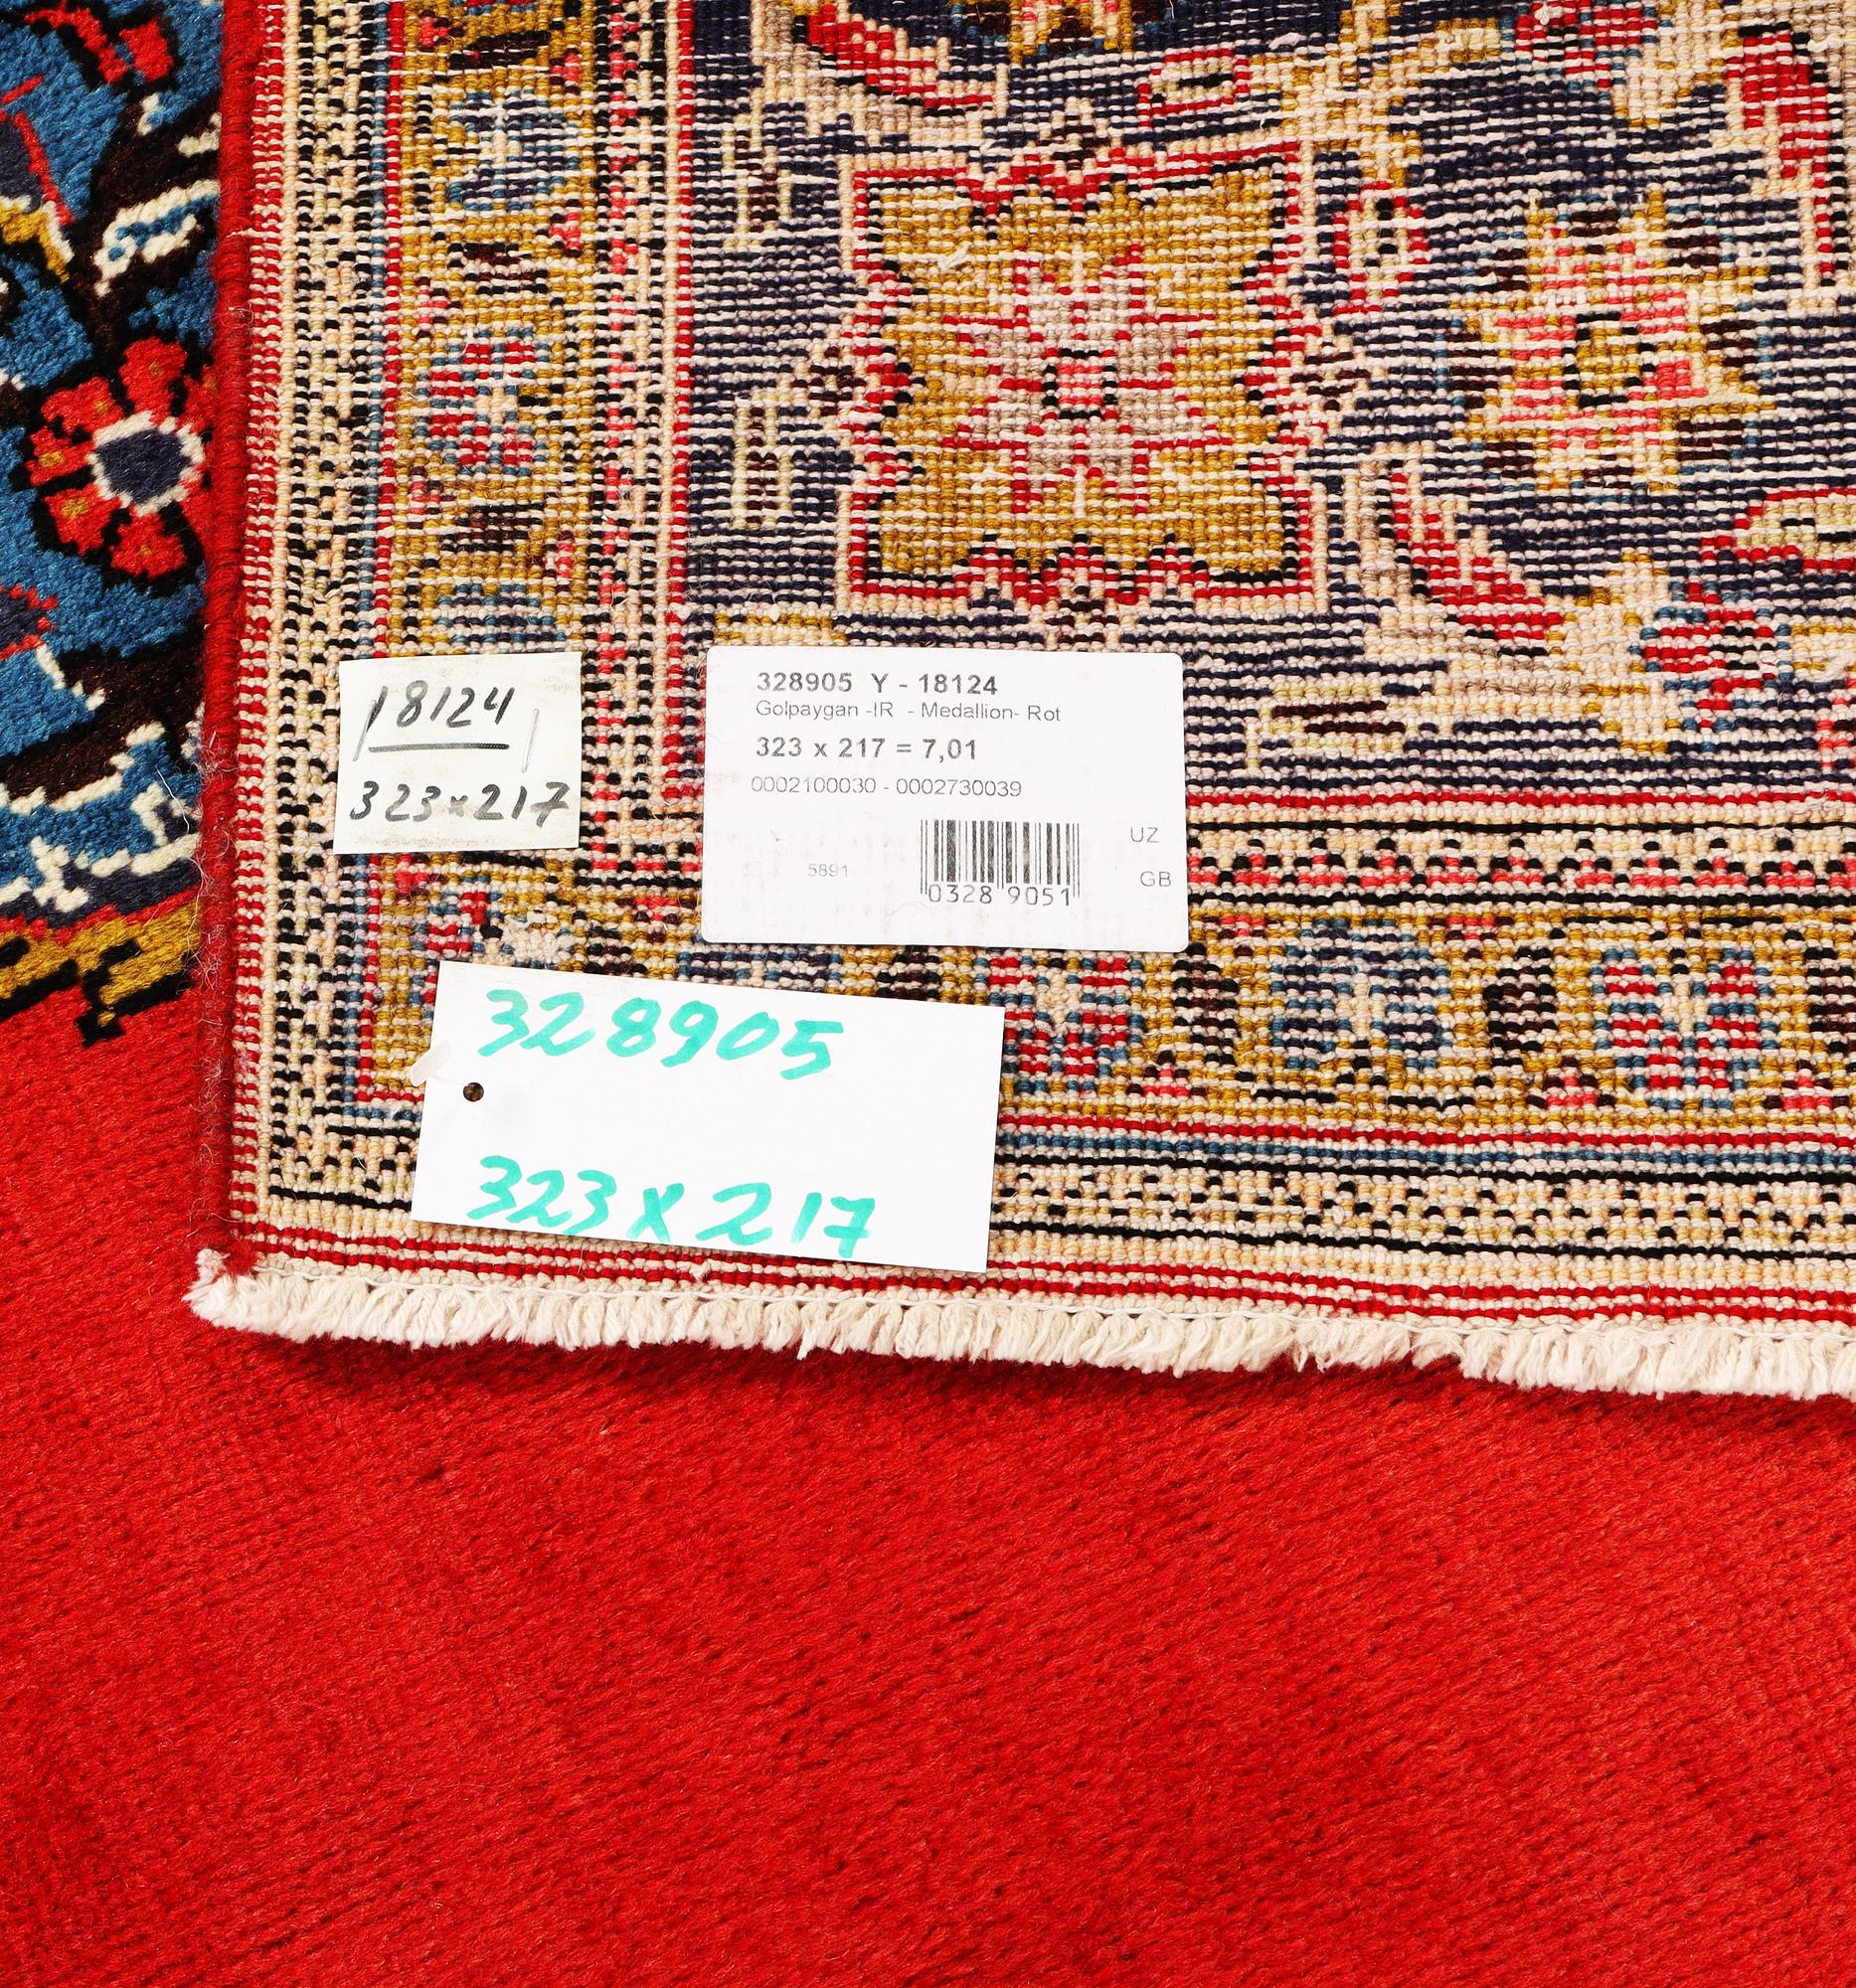 18124
323x217
328905 Y - 18124
Golpaygan -IR - Medallion- Rot
323 x 217 = 7,01
0002100030 - 0002730039
UZ
5891
GB
0328 9051
328905
323 x 217